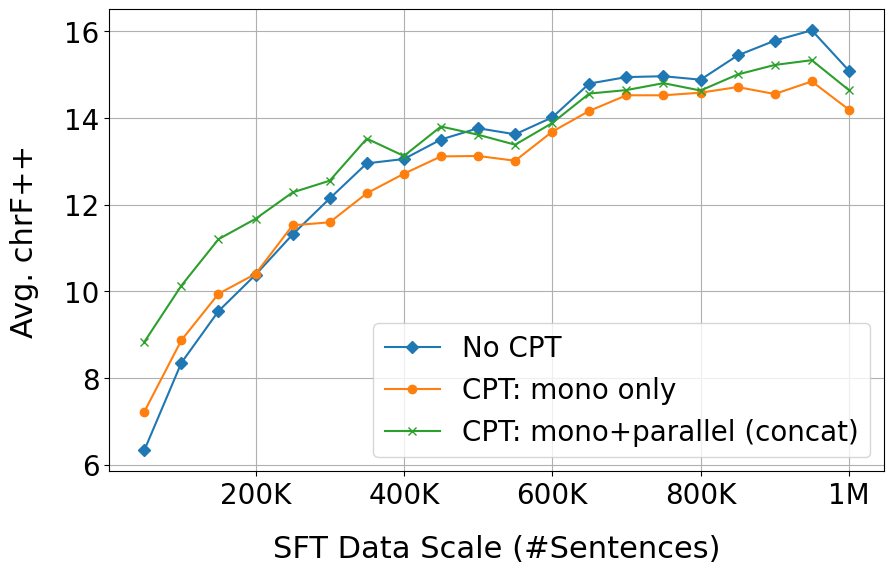 16
14
12
10
8
6
Avg. chrF++
No CPT
CPT: mono only
CPT: mono+parallel (concat)
200K 400K 600K 800K 1M
SFT Data Scale (#Sentences)